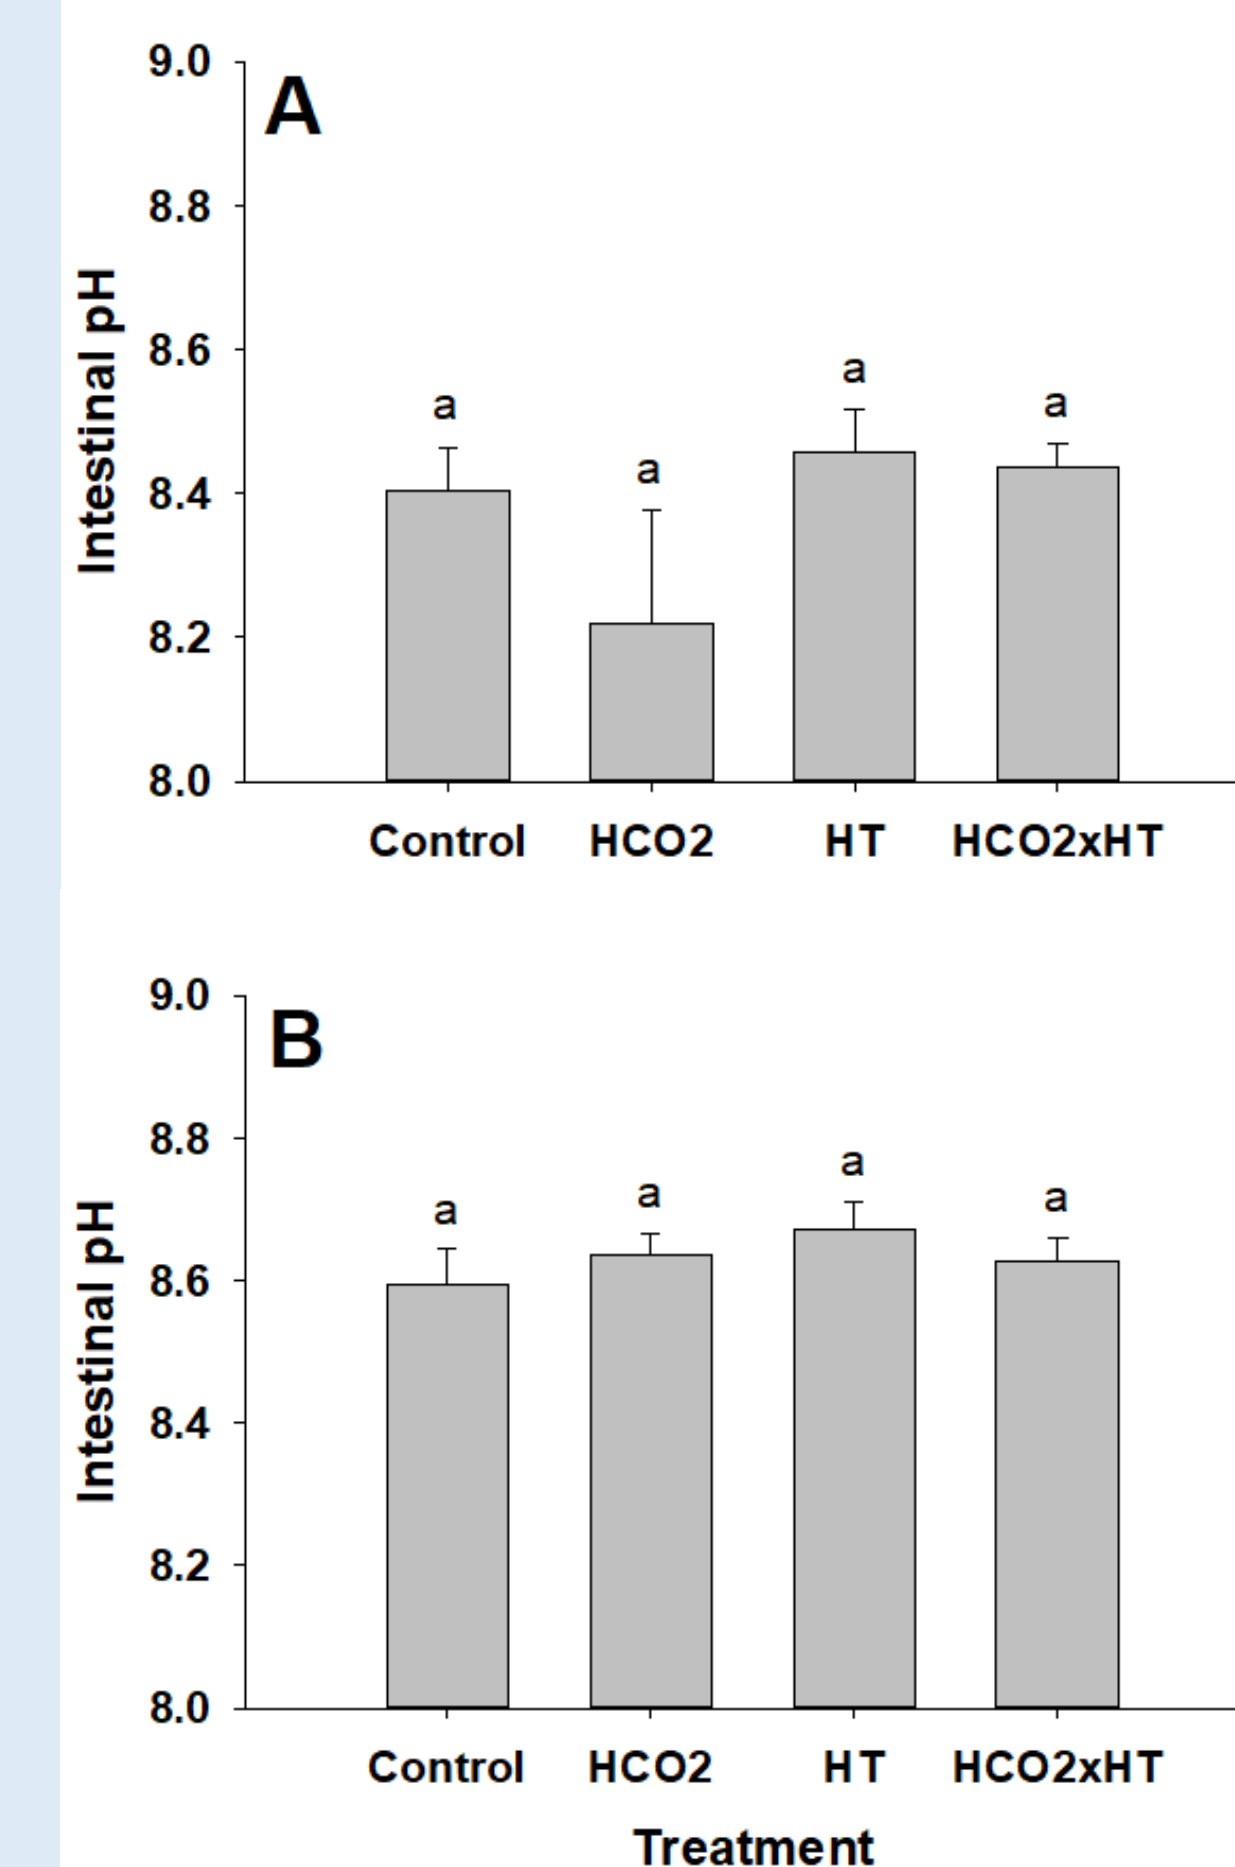 A
9.0
8.8
8.6
8.4
8.2
8.0
Intestinal pH
a
a
a
a
Control HCO2 HT HCO2xHT
B
9.0
8.8
8.6
8.4
8.2
8.0
Intestinal pH
a
a
a
a
Control HCO2 HT HCO2xHT
Treatment